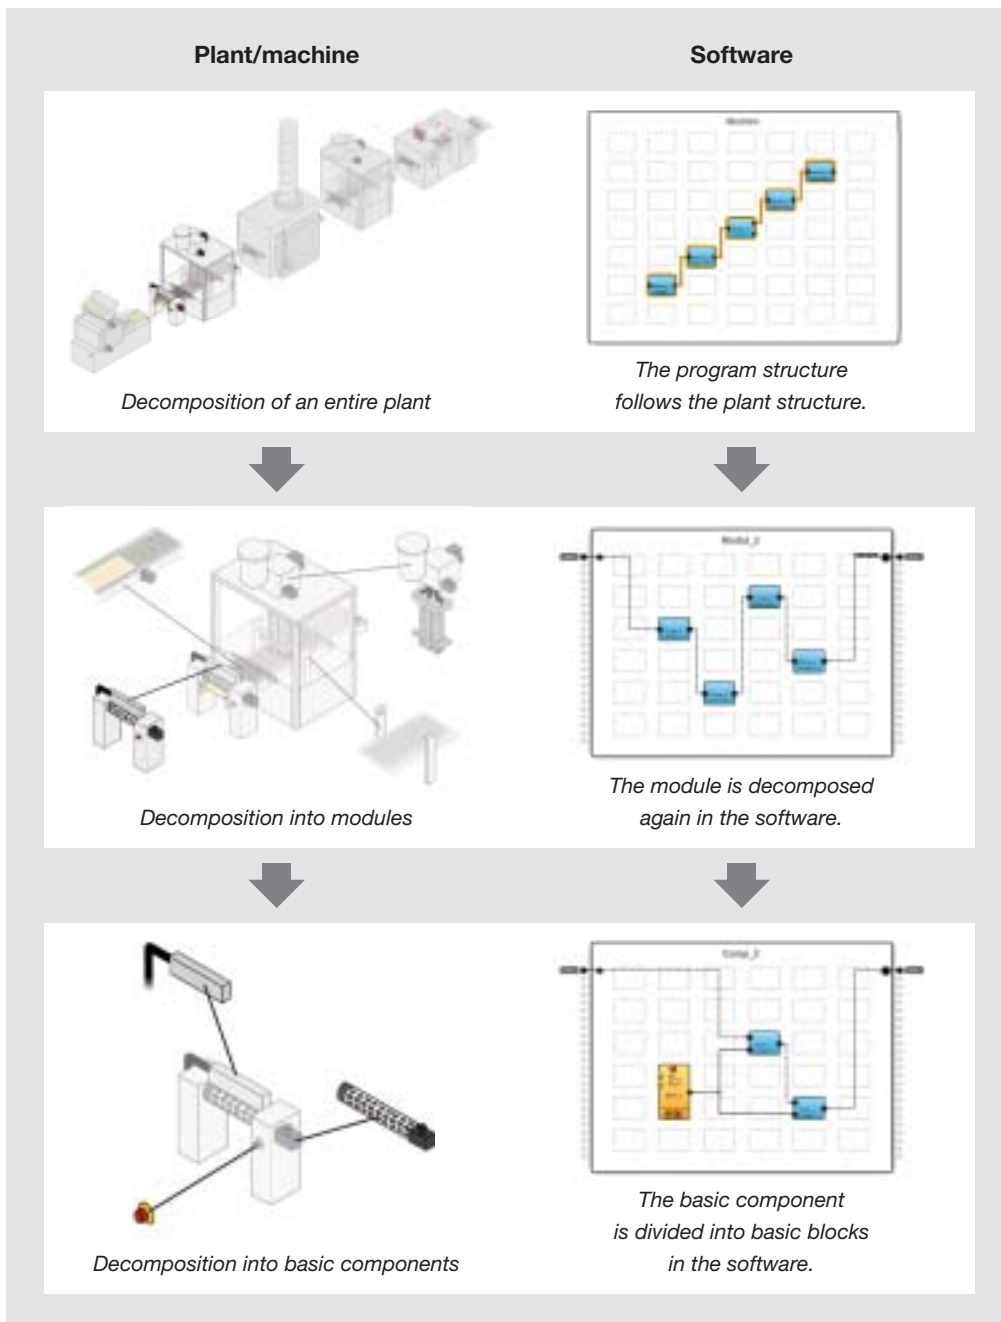 Plant/machine
Software
Decomposition of an entire plant
The program structure
follows the plant structure.
Decomposition into modules
Modul_2
The module is decomposed
again in the software.
Decomposition into basic components
Comp_2
The basic component
is divided into basic blocks
in the software.